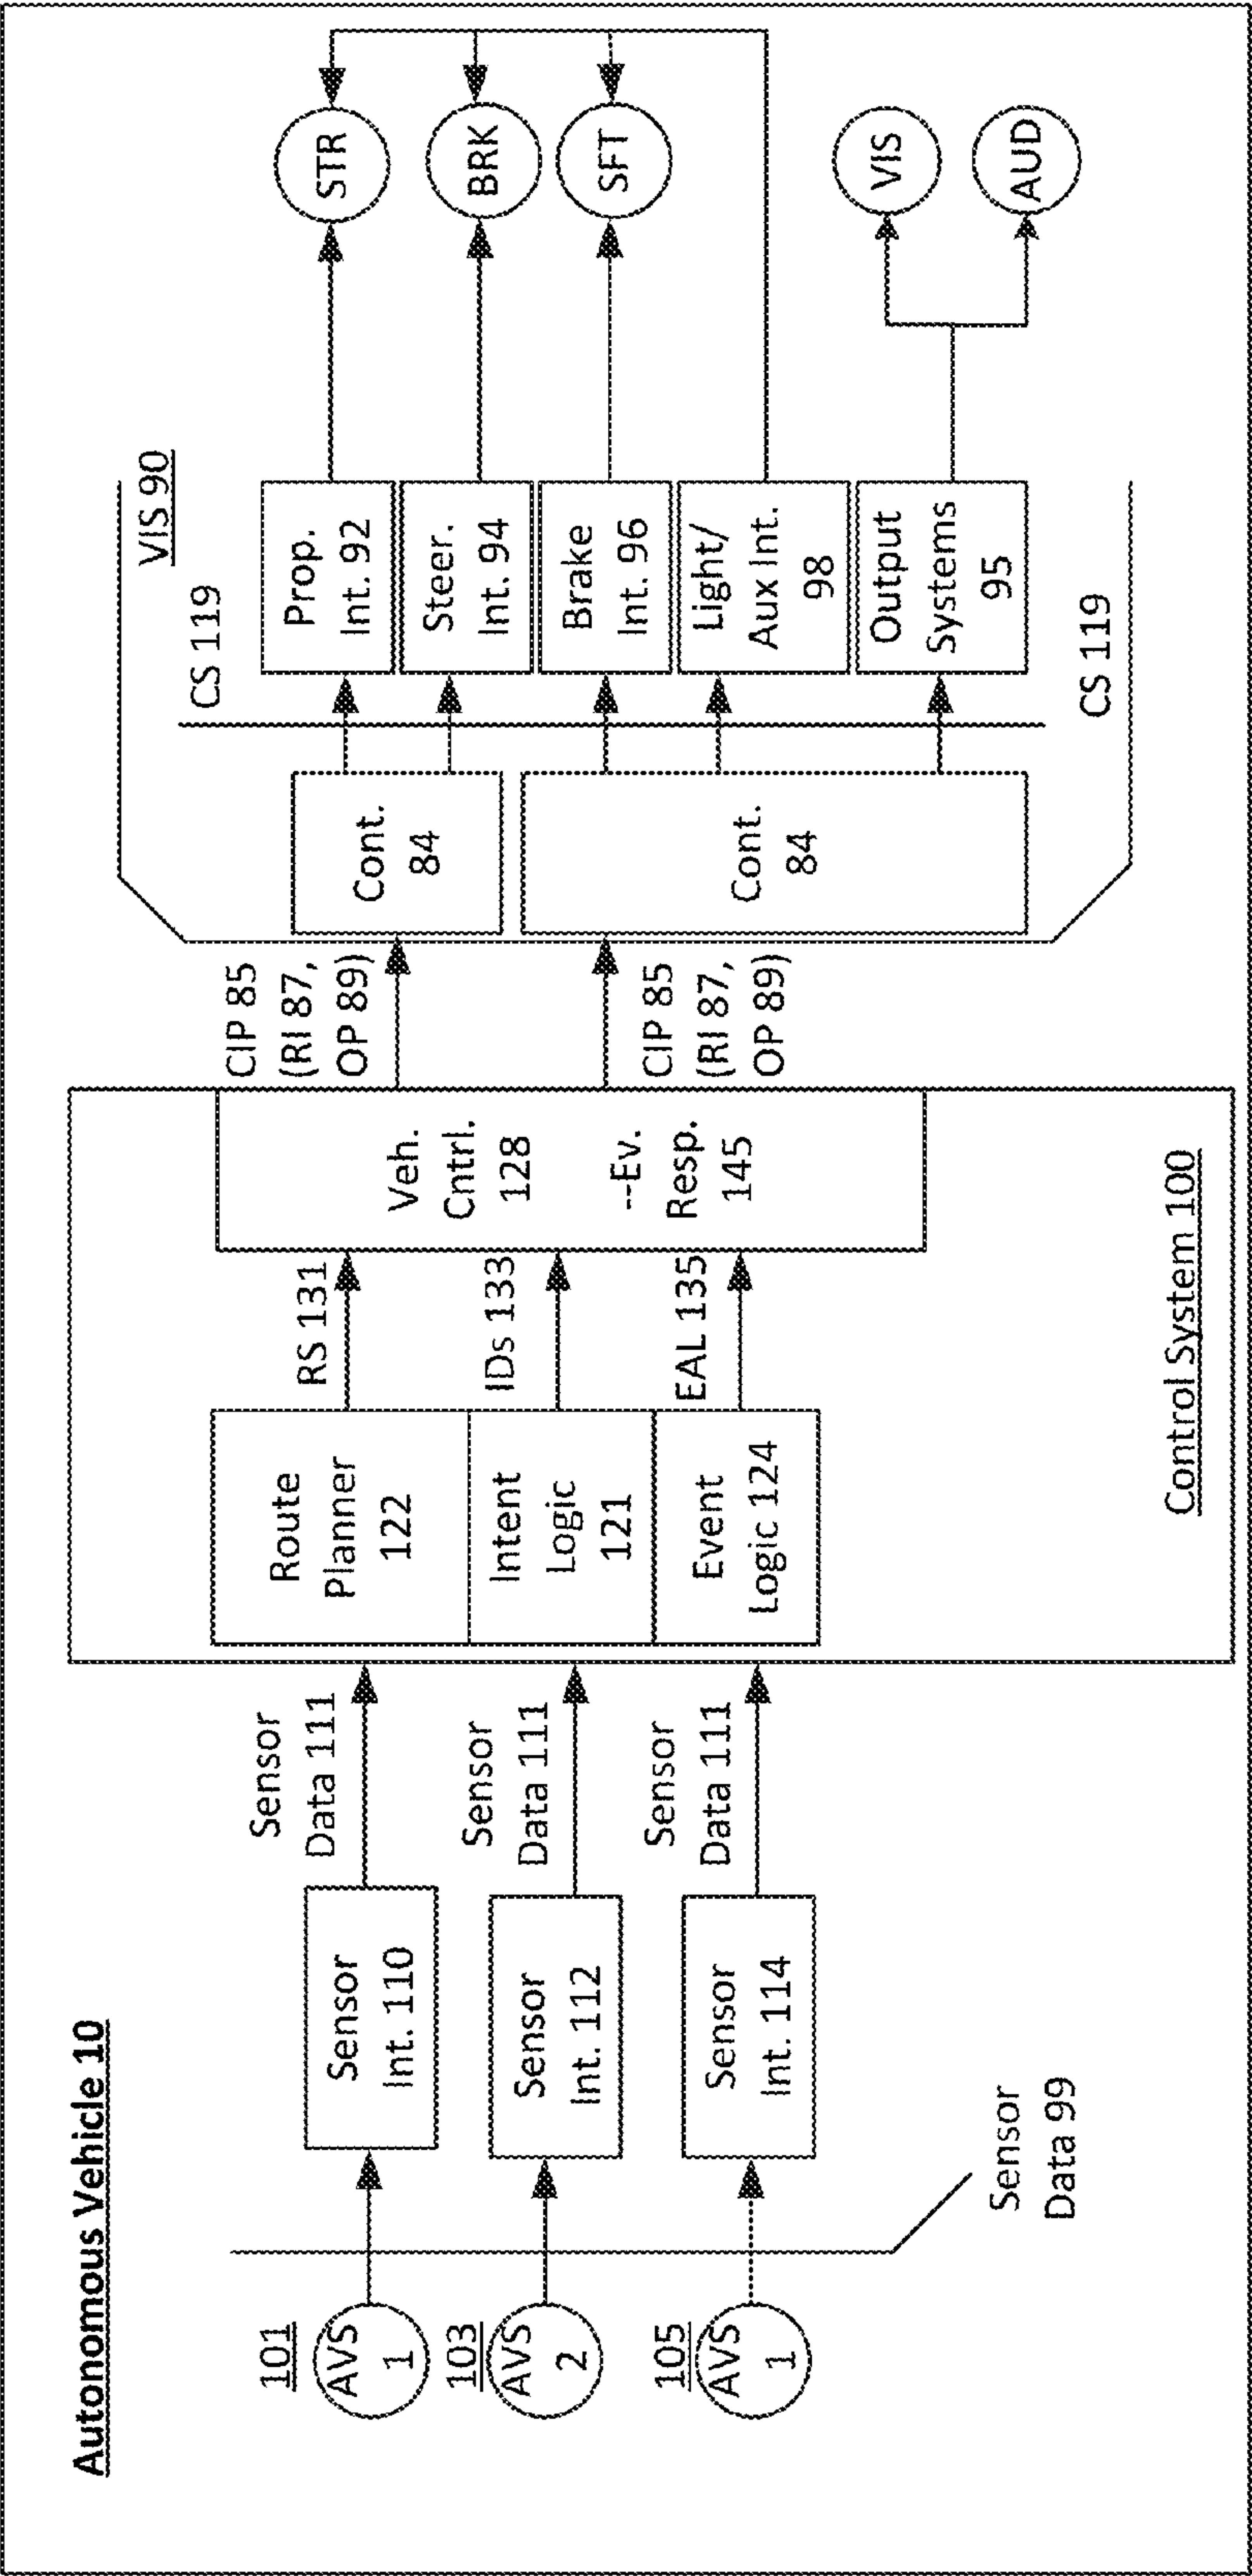 Autonomous Vehicle 10
101
AVS
1
103
AVS
2
105
AVS
1
Sensor
Data 99
Sensor
Int. 110
Sensor
Int. 112
Sensor
Int. 114
Sensor
Data 111
Sensor
Data 111
Sensor
Data 111
Control System 100
Route
Planner
122
Intent
Logic
121
Event
Logic 124
RS 131
IDs 133
EAL 135
Veh.
Cntrl.
128
--Ev.
Resp.
145
CIP 85
(RI 87,
OP 89)
CIP 85
(RI 87,
OP 89)
VIS 90
Cont.
84
Cont.
84
CS 119
CS 119
Prop.
Int. 92
Steer.
Int. 94
Brake
Int. 96
Light/
Aux Int.
98
Output
Systems
95
STR
BRK
SFT
VIS
AUD